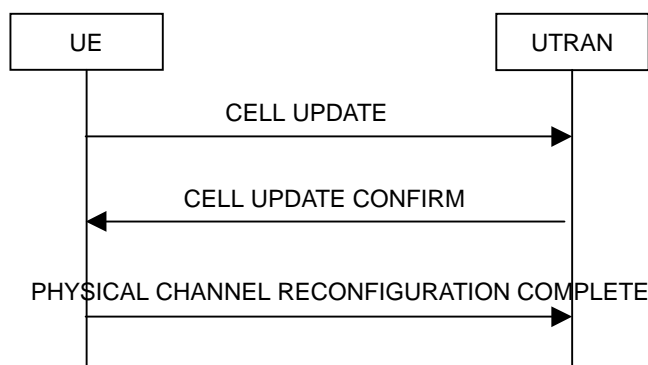 UE
UTRAN
CELL UPDATE
CELL UPDATE CONFIRM
PHYSICAL CHANNEL RECONFIGURATION COMPLETE